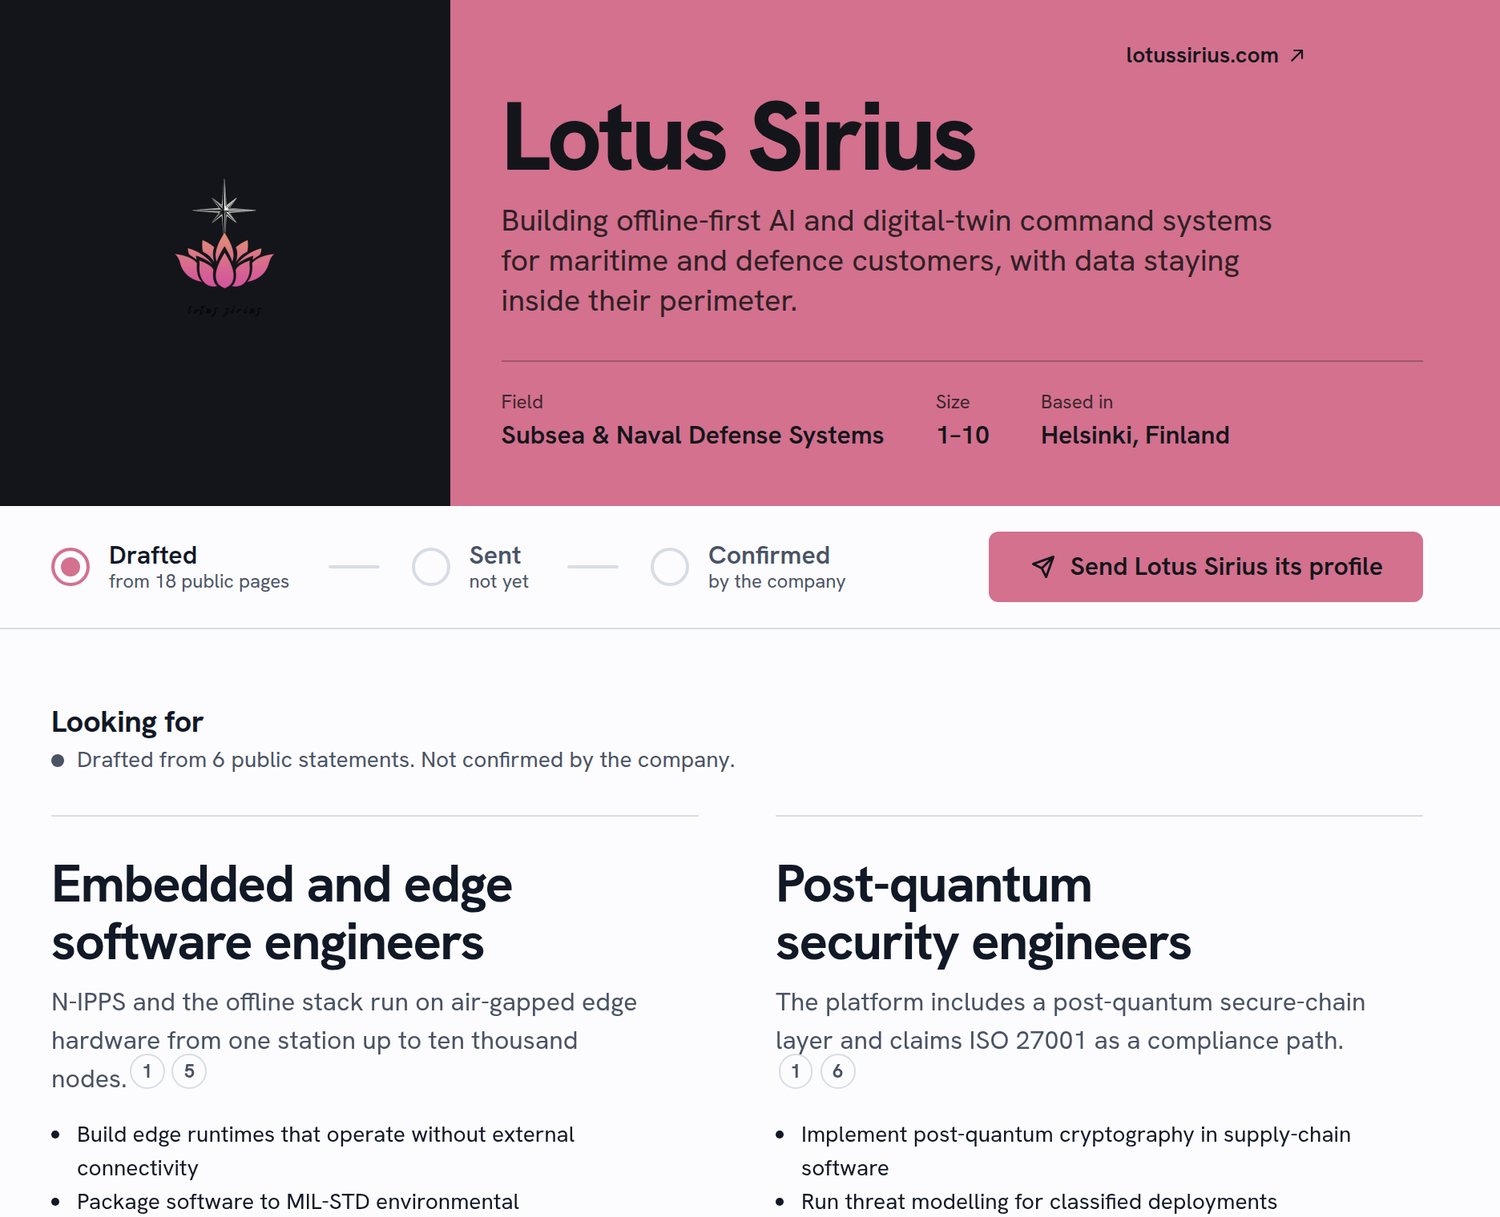 lotussirius.com ↗
Lotus Sirius
Building offline-first AI and digital-twin command systems
for maritime and defence customers, with data staying
inside their perimeter.
Field
Subsea & Naval Defense Systems
Size
1–10
Based in
Helsinki, Finland
lotus sirius
Drafted
from 18 public pages
Sent
not yet
Confirmed
by the company
Send Lotus Sirius its profile
Looking for
Drafted from 6 public statements. Not confirmed by the company.
Embedded and edge
software engineers
N-IPPS and the offline stack run on air-gapped edge
hardware from one station up to ten thousand
nodes. 1 5
• Build edge runtimes that operate without external
connectivity
• Package software to MIL-STD environmental
Post-quantum
security engineers
The platform includes a post-quantum secure-chain
layer and claims ISO 27001 as a compliance path.
1 6
• Implement post-quantum cryptography in supply-chain
software
• Run threat modelling for classified deployments